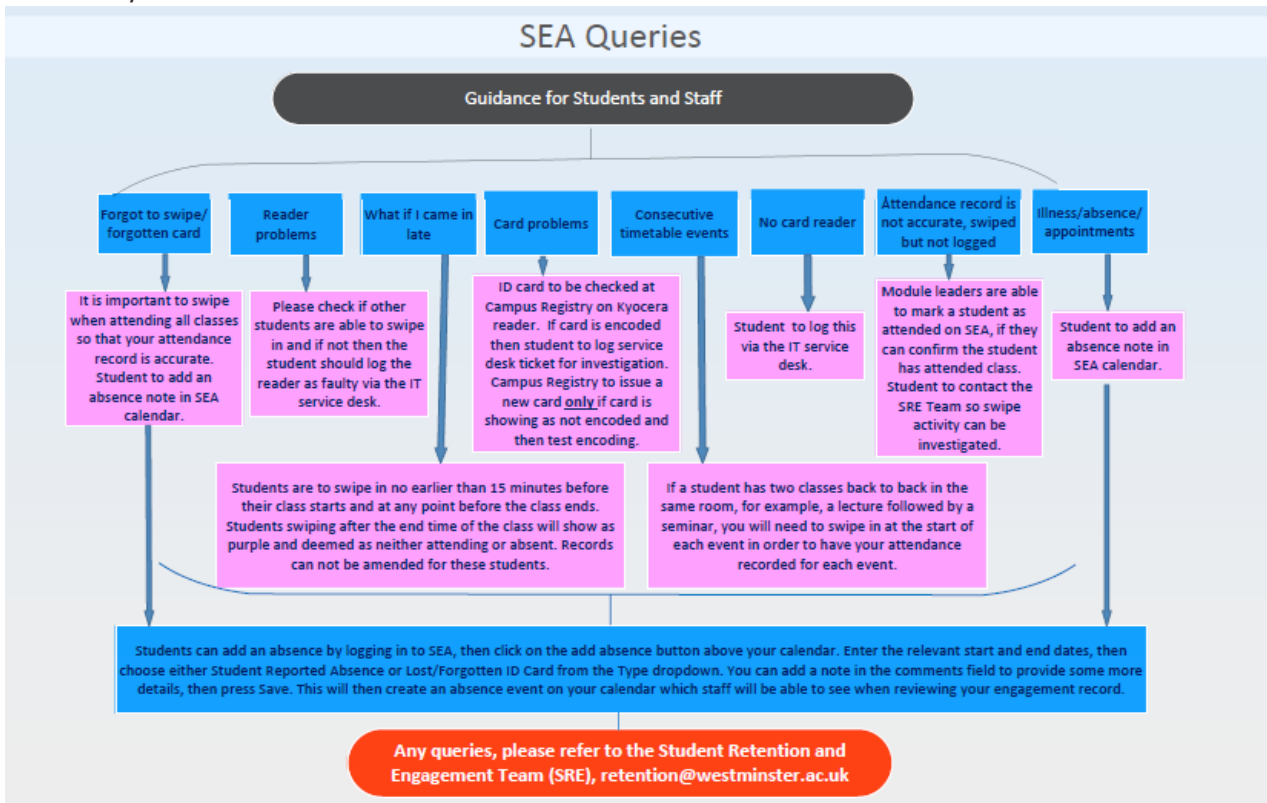 SEA Queries
Guidance for Students and Staff
Forgot to swipe/
forgotten card
Reader
problems
What if I came in
late
Card problems
Consecutive
timetable events
No card reader
Attendance record is
not accurate, swiped
but not logged
Illness/absence/
appointments
It is important to swipe
when attending all classes
so that your attendance
record is accurate.
Student to add an
absence note in SEA
calendar.
Please check if other
students are able to swipe
in and if not then the
student should log the
reader as faulty via the IT
service desk.
ID card to be checked at
Campus Registry on Kyocera
reader. If card is encoded
then student to log service
desk ticket for investigation.
Campus Registry to issue a
new card only if card is
showing as not encoded and
then test encoding.
Student to log this
via the IT service
desk.
Module leaders are able
to mark a student as
attended on SEA, if they
can confirm the student
has attended class.
Student to contact the
SRE Team so swipe
activity can be
investigated.
Student to add an
absence note in
SEA calendar.
Students are to swipe in no earlier than 15 minutes before
their class starts and at any point before the class ends.
Students swiping after the end time of the class will show as
purple and deemed as neither attending or absent. Records
can not be amended for these students.
If a student has two classes back to back in the
same room, for example, a lecture followed by a
seminar, you will need to swipe in at the start of
each event in order to have your attendance
recorded for each event.
Students can add an absence by logging in to SEA, then click on the add absence button above your calendar. Enter the relevant start and end dates, then
choose either Student Reported Absence or Lost/Forgotten ID Card from the Type dropdown. You can add a note in the comments field to provide some more
details, then press Save. This will then create an absence event on your calendar which staff will be able to see when reviewing your engagement record.
Any queries, please refer to the Student Retention and
Engagement Team (SRE), retention@westminster.ac.uk